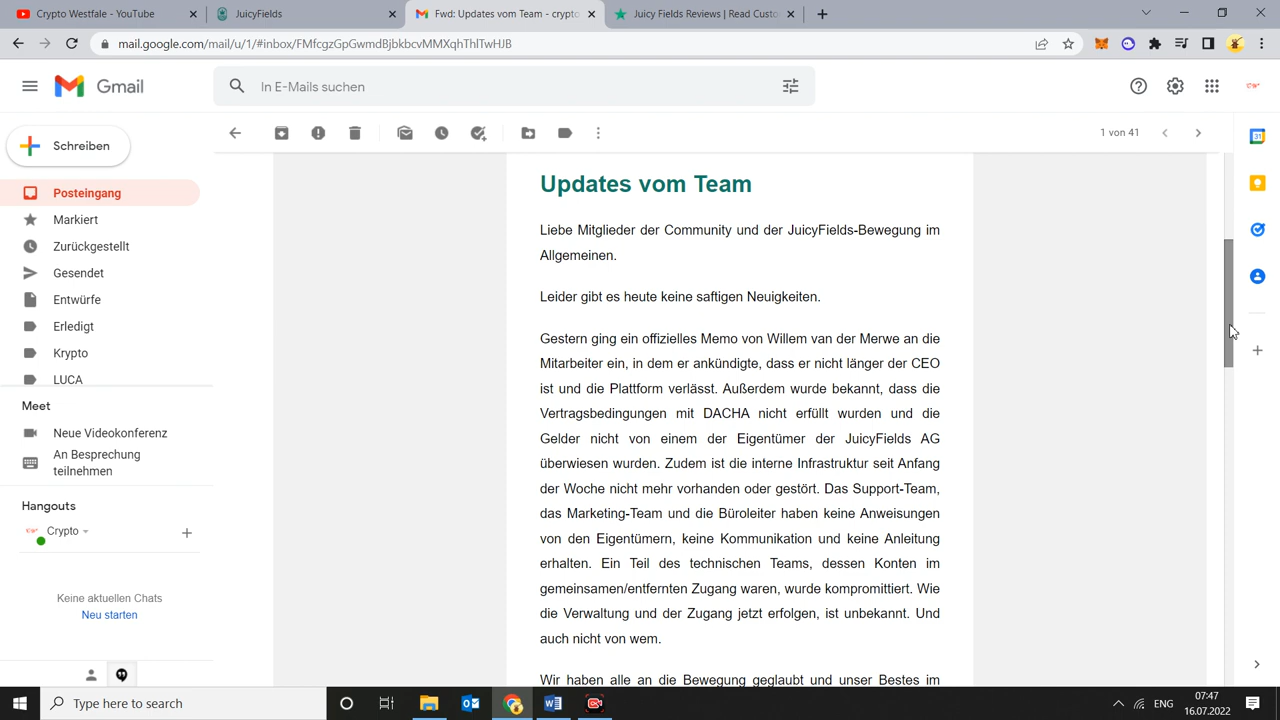 Crypto Westfale - YouTube
JuicyFields
Fwd: Updates vom Team - crypto
Juicy Fields Reviews | Read Custo
mail.google.com/mail/u/1/#inbox/FMfcgzGpGwmdBjbkbcvMMXqhThlTwHJB
Gmail
In E-Mails suchen
Schreiben
1 von 41
Posteingang
Markiert
Zurückgestellt
Gesendet
Entwürfe
Erledigt
Krypto
LUCA
Meet
Neue Videokonferenz
An Besprechung
teilnehmen
Hangouts
Crypto
Keine aktuellen Chats
Neu starten
Updates vom Team
Liebe Mitglieder der Community und der JuicyFields-Bewegung im
Allgemeinen.
Leider gibt es heute keine saftigen Neuigkeiten.
Gestern ging ein offizielles Memo von Willem van der Merwe an die
Mitarbeiter ein, in dem er ankündigte, dass er nicht länger der CEO
ist und die Plattform verlässt. Außerdem wurde bekannt, dass die
Vertragsbedingungen mit DACHA nicht erfüllt wurden und die
Gelder nicht von einem der Eigentümer der JuicyFields AG
überwiesen wurden. Zudem ist die interne Infrastruktur seit Anfang
der Woche nicht mehr vorhanden oder gestört. Das Support-Team,
das Marketing-Team und die Büroleiter haben keine Anweisungen
von den Eigentümern, keine Kommunikation und keine Anleitung
erhalten. Ein Teil des technischen Teams, dessen Konten im
gemeinsamen/entfernten Zugang waren, wurde kompromittiert. Wie
die Verwaltung und der Zugang jetzt erfolgen, ist unbekannt. Und
auch nicht von wem.
Wir haben alle an die Bewegung geglaubt und unser Bestes im
31
Type here to search
ENG
07:47
16.07.2022